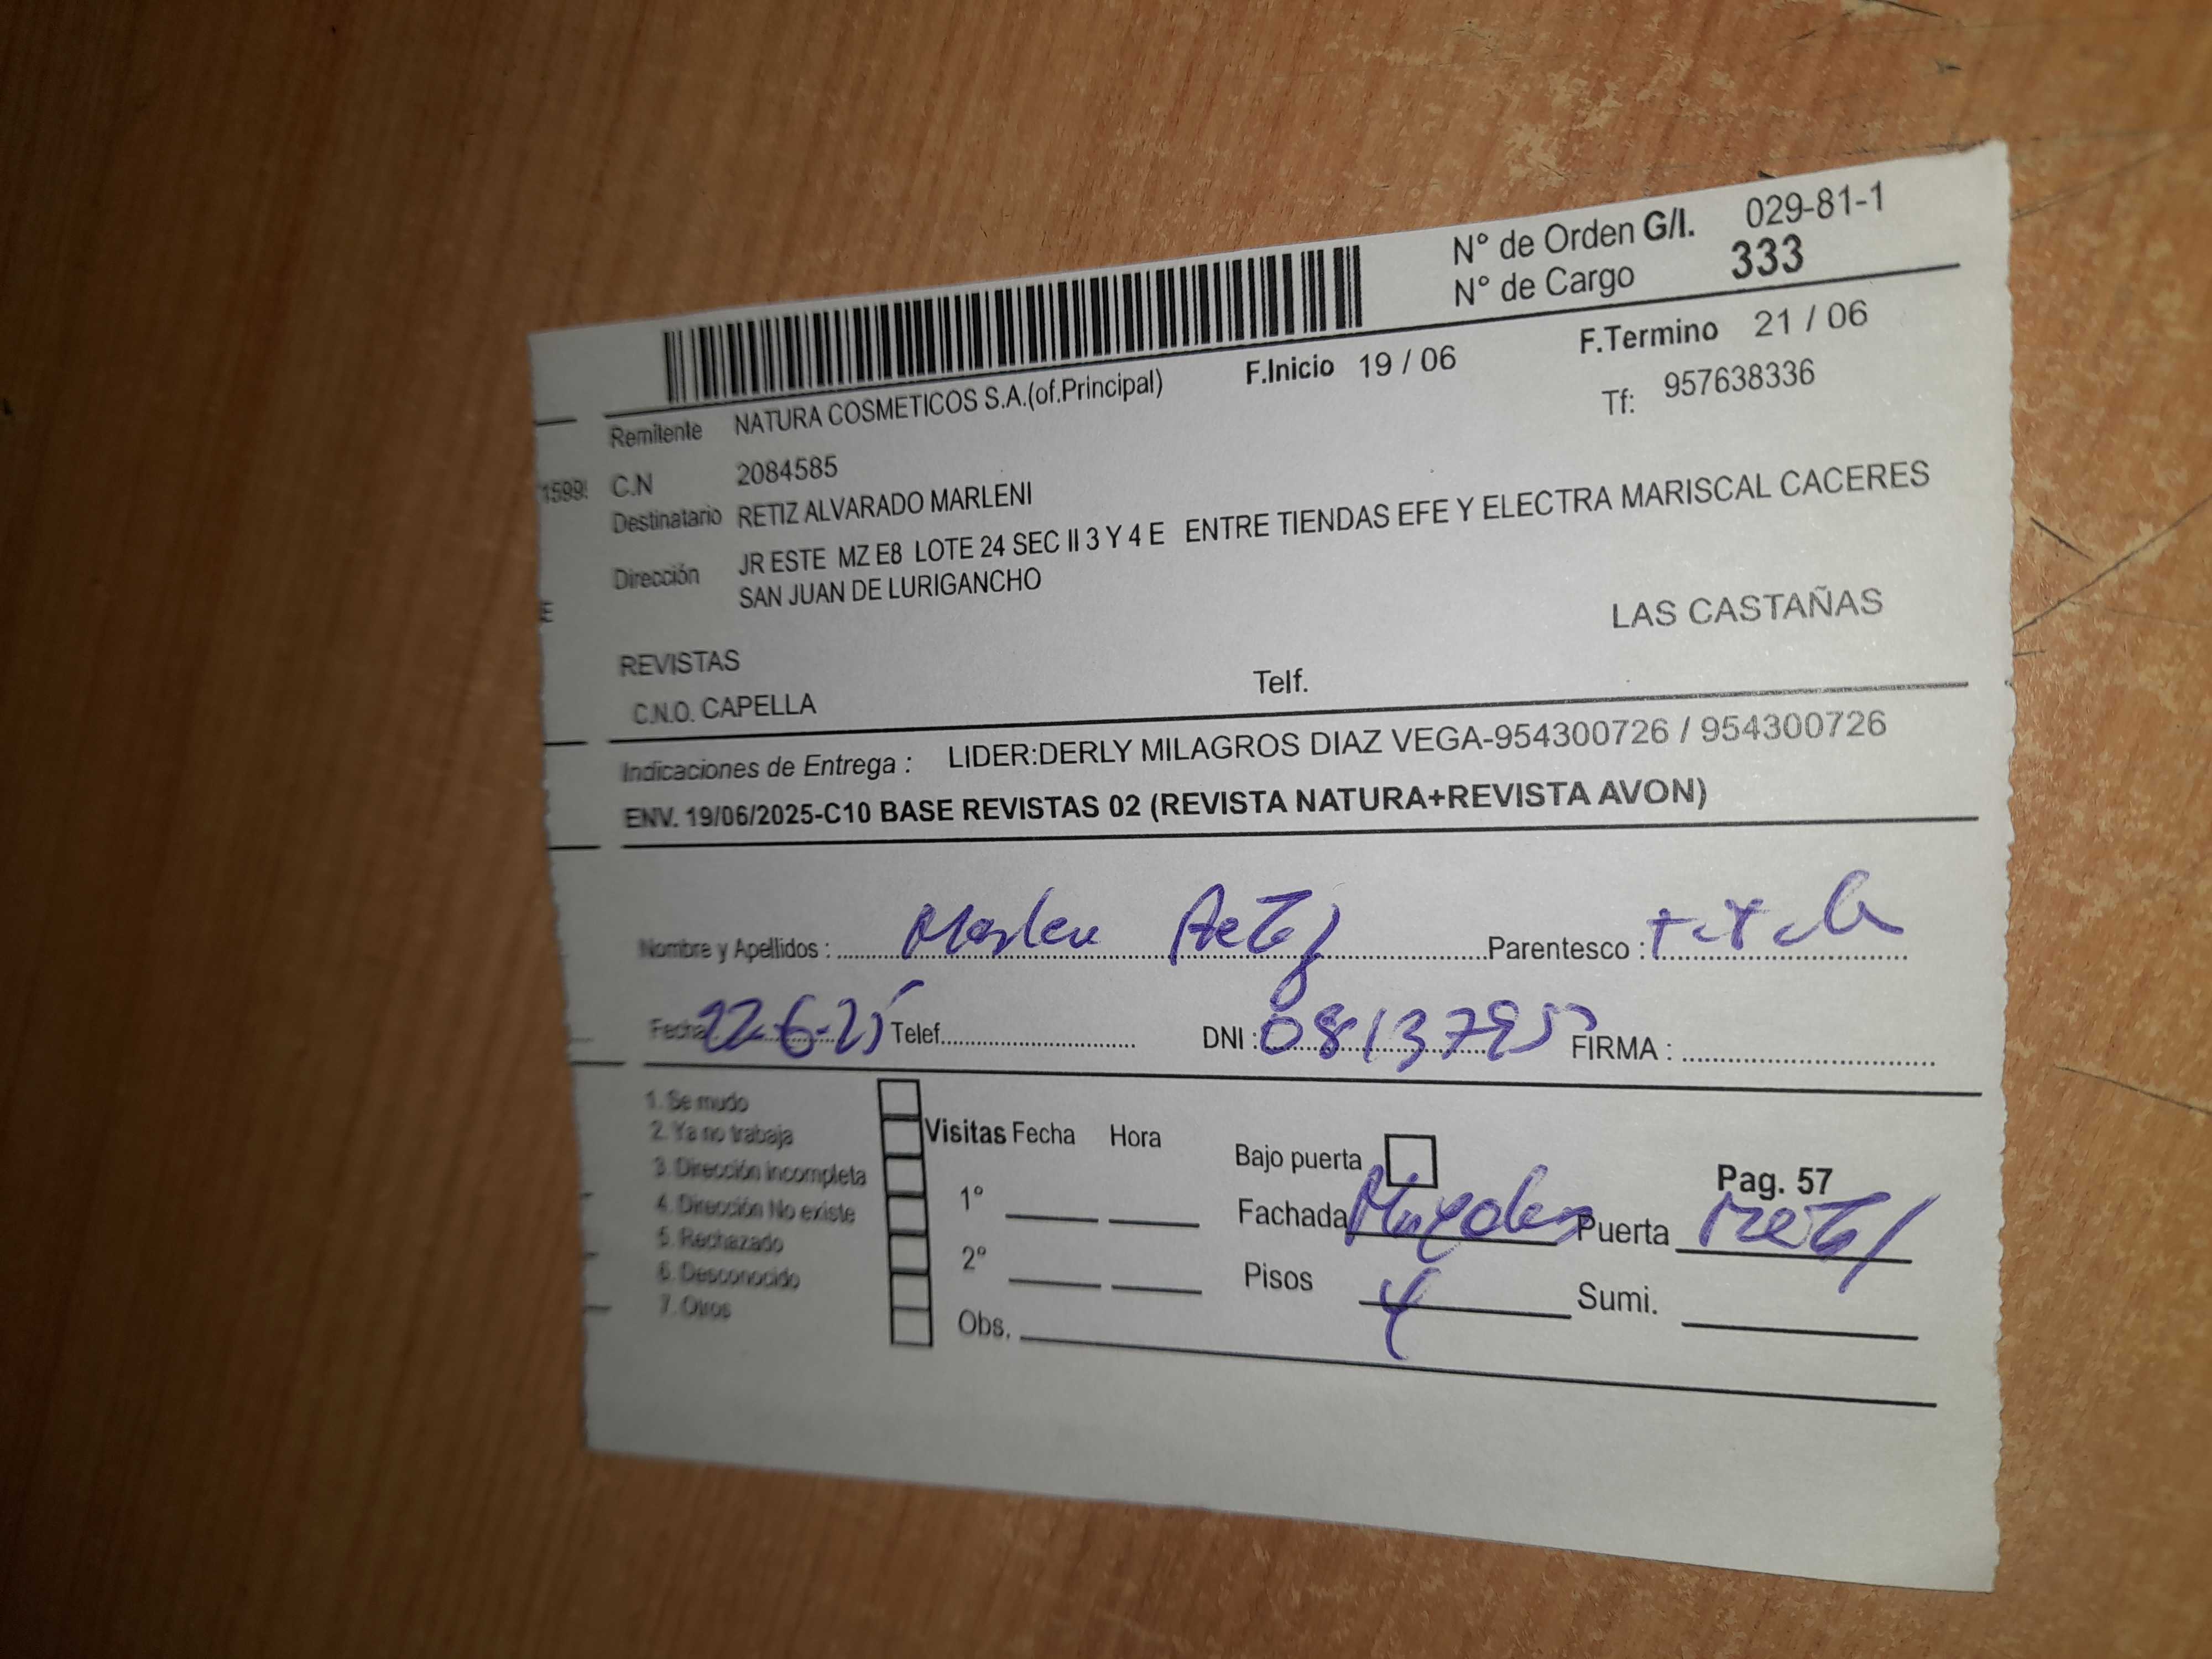 N° de Orden G/I. 029-81-1
N° de Cargo 333
F.Inicio 19 / 06 F.Termino 21 / 06
Remitente NATURA COSMETICOS S.A.(of.Principal) Tf: 957638336
1599 C.N 2084585
Destinatario RETIZ ALVARADO MARLENI
Dirección JR ESTE MZ E8 LOTE 24 SEC II 3 Y 4 E ENTRE TIENDAS EFE Y ELECTRA MARISCAL CACERES
E SAN JUAN DE LURIGANCHO
LAS CASTAÑAS
REVISTAS
C.N.O. CAPELLA Telf.
Indicaciones de Entrega : LIDER:DERLY MILAGROS DIAZ VEGA-954300726 / 954300726
ENV. 19/06/2025-C10 BASE REVISTAS 02 (REVISTA NATURA+REVISTA AVON)
Nombre y Apellidos : Parentesco :
Fecha 22-6-25 Telef. DNI : FIRMA :
1. Se mudo
2. Ya no trabaja Visitas Fecha Hora Bajo puerta Pag. 57
3. Dirección incompleta
4. Dirección No existe 1° Fachada Puerta
5. Rechazado
6. Desconocido 2° Pisos 4 Sumi.
7. Otros Obs.